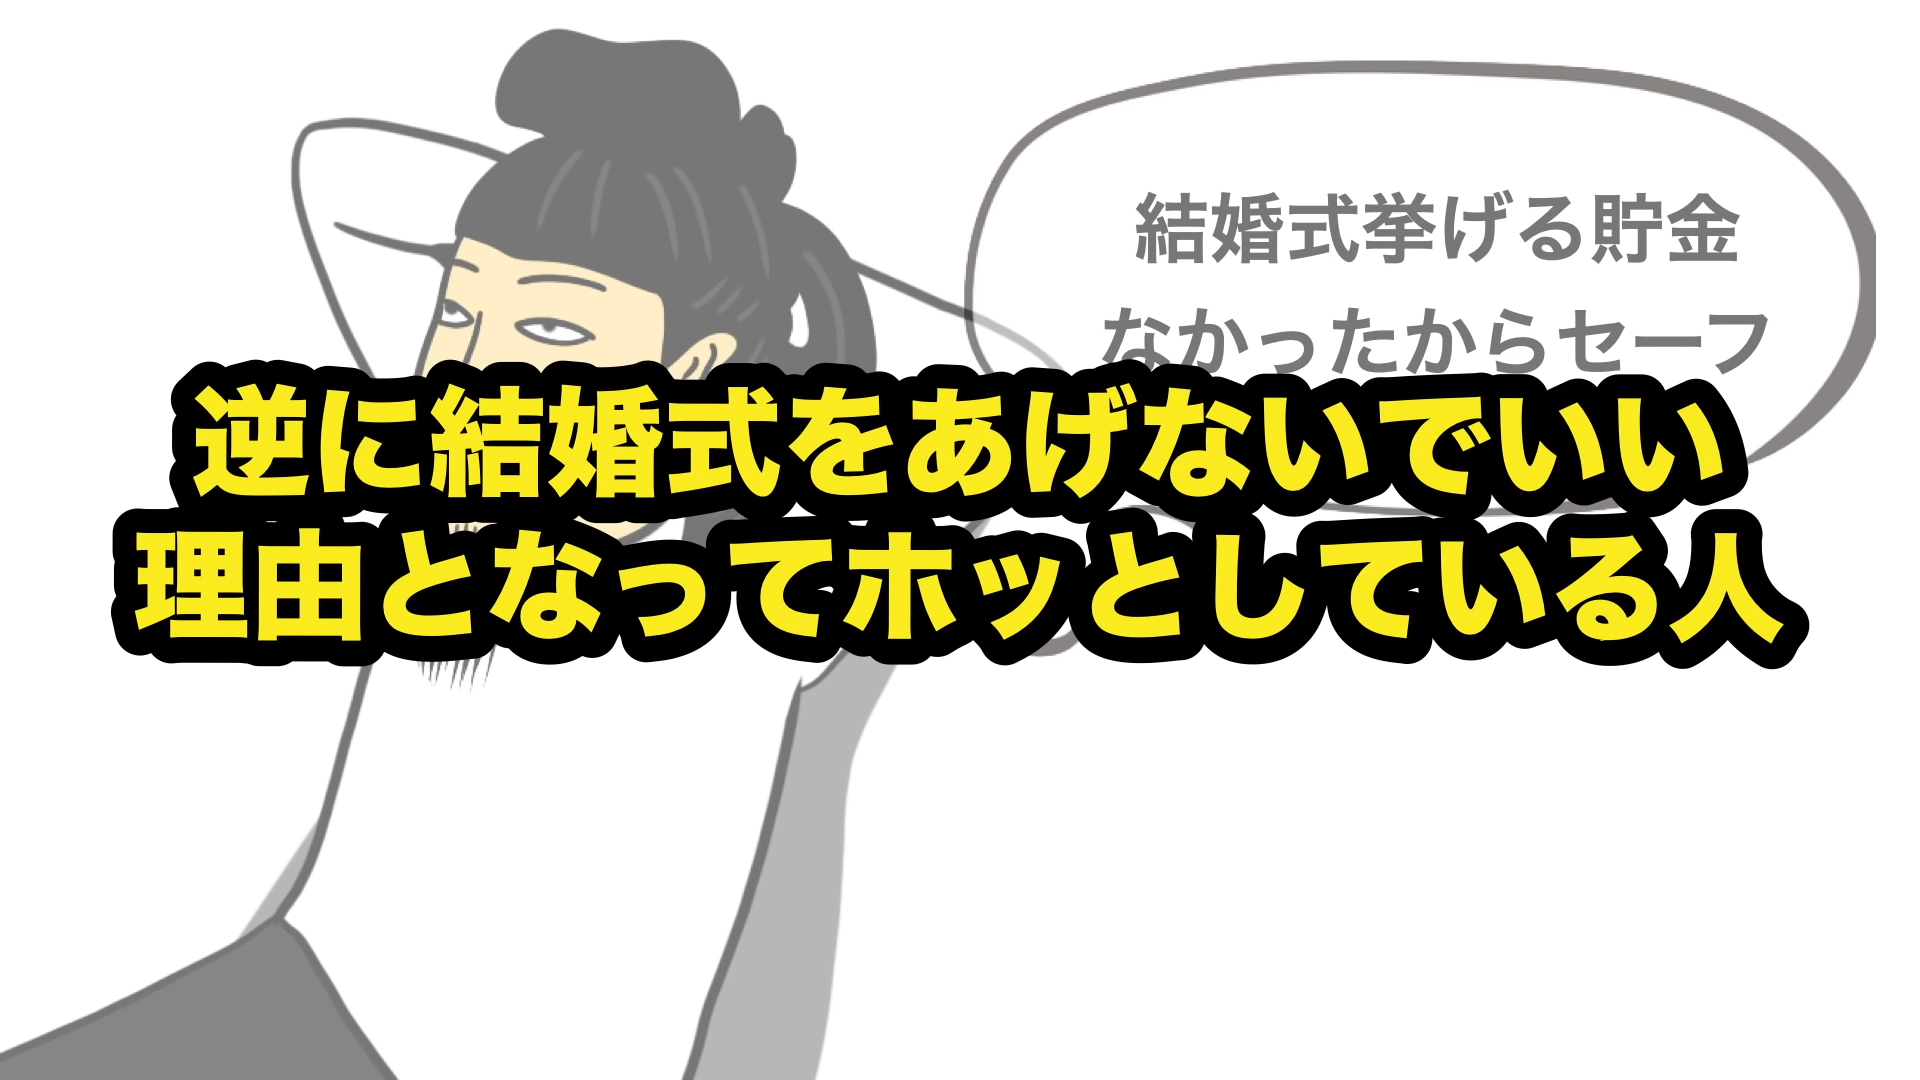 結婚式挙げる貯金
なかったからセーフ
逆に結婚式をあげないでいい
理由となってホッとしている人